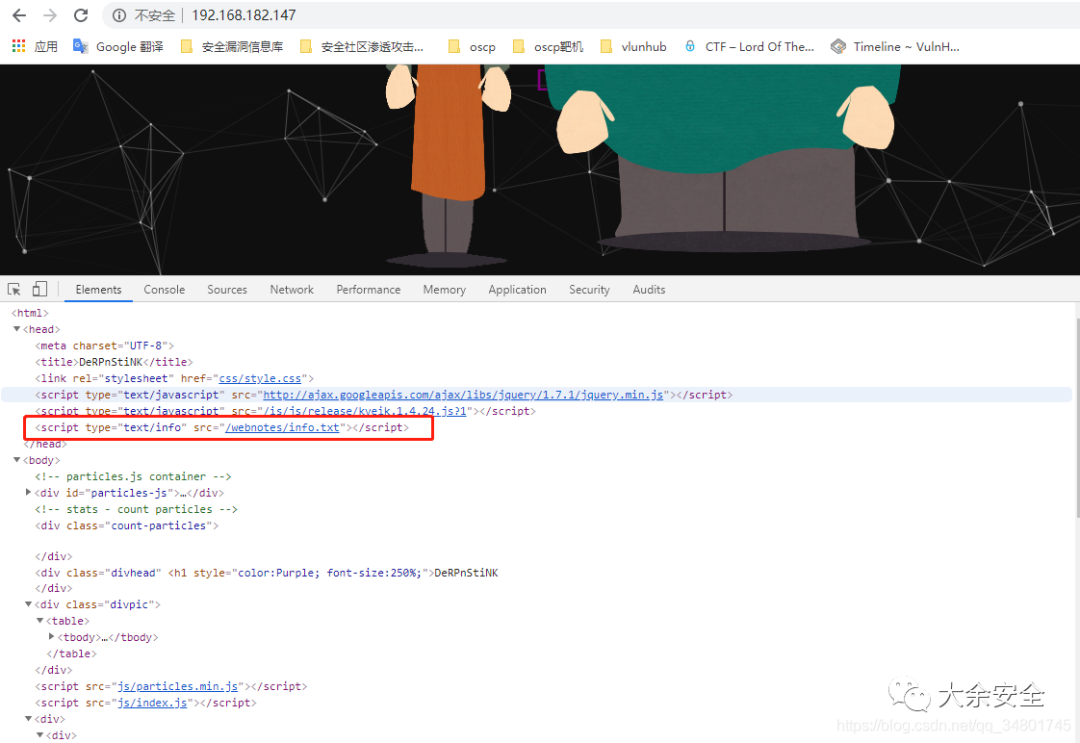 不安全 | 192.168.182.147
应用 Google 翻译 安全漏洞信息库 安全社区渗透攻击... oscp oscp靶机 vlunhub CTF – Lord Of The... Timeline ~ VulnH...
Elements Console Sources Network Performance Memory Application Security Audits
<html>
▼<head>
<meta charset="UTF-8">
<title>DeRPnStiNK</title>
<link rel="stylesheet" href="css/style.css">
<script type="text/javascript" src="http://ajax.googleapis.com/ajax/libs/jquery/1.7.1/jquery.min.js"></script>
<script type="text/javascript" src="/js/js/release/kveik.1.4.24.js?1"></script>
<script type="text/info" src="/webnotes/info.txt"></script>
</head>
▼<body>
<!-- particles.js container -->
▶<div id="particles-js">…</div>
<!-- stats - count particles -->
<div class="count-particles">
</div>
<div class="divhead" <h1 style="color:Purple; font-size:250%;">DeRPnStiNK
</div>
▼<div class="divpic">
▼<table>
▶<tbody>…</tbody>
</table>
</div>
<script src="js/particles.min.js"></script>
<script src="js/index.js"></script>
▼<div>
▼<div>
大余安全
https://blog.csdn.net/qq_34801745